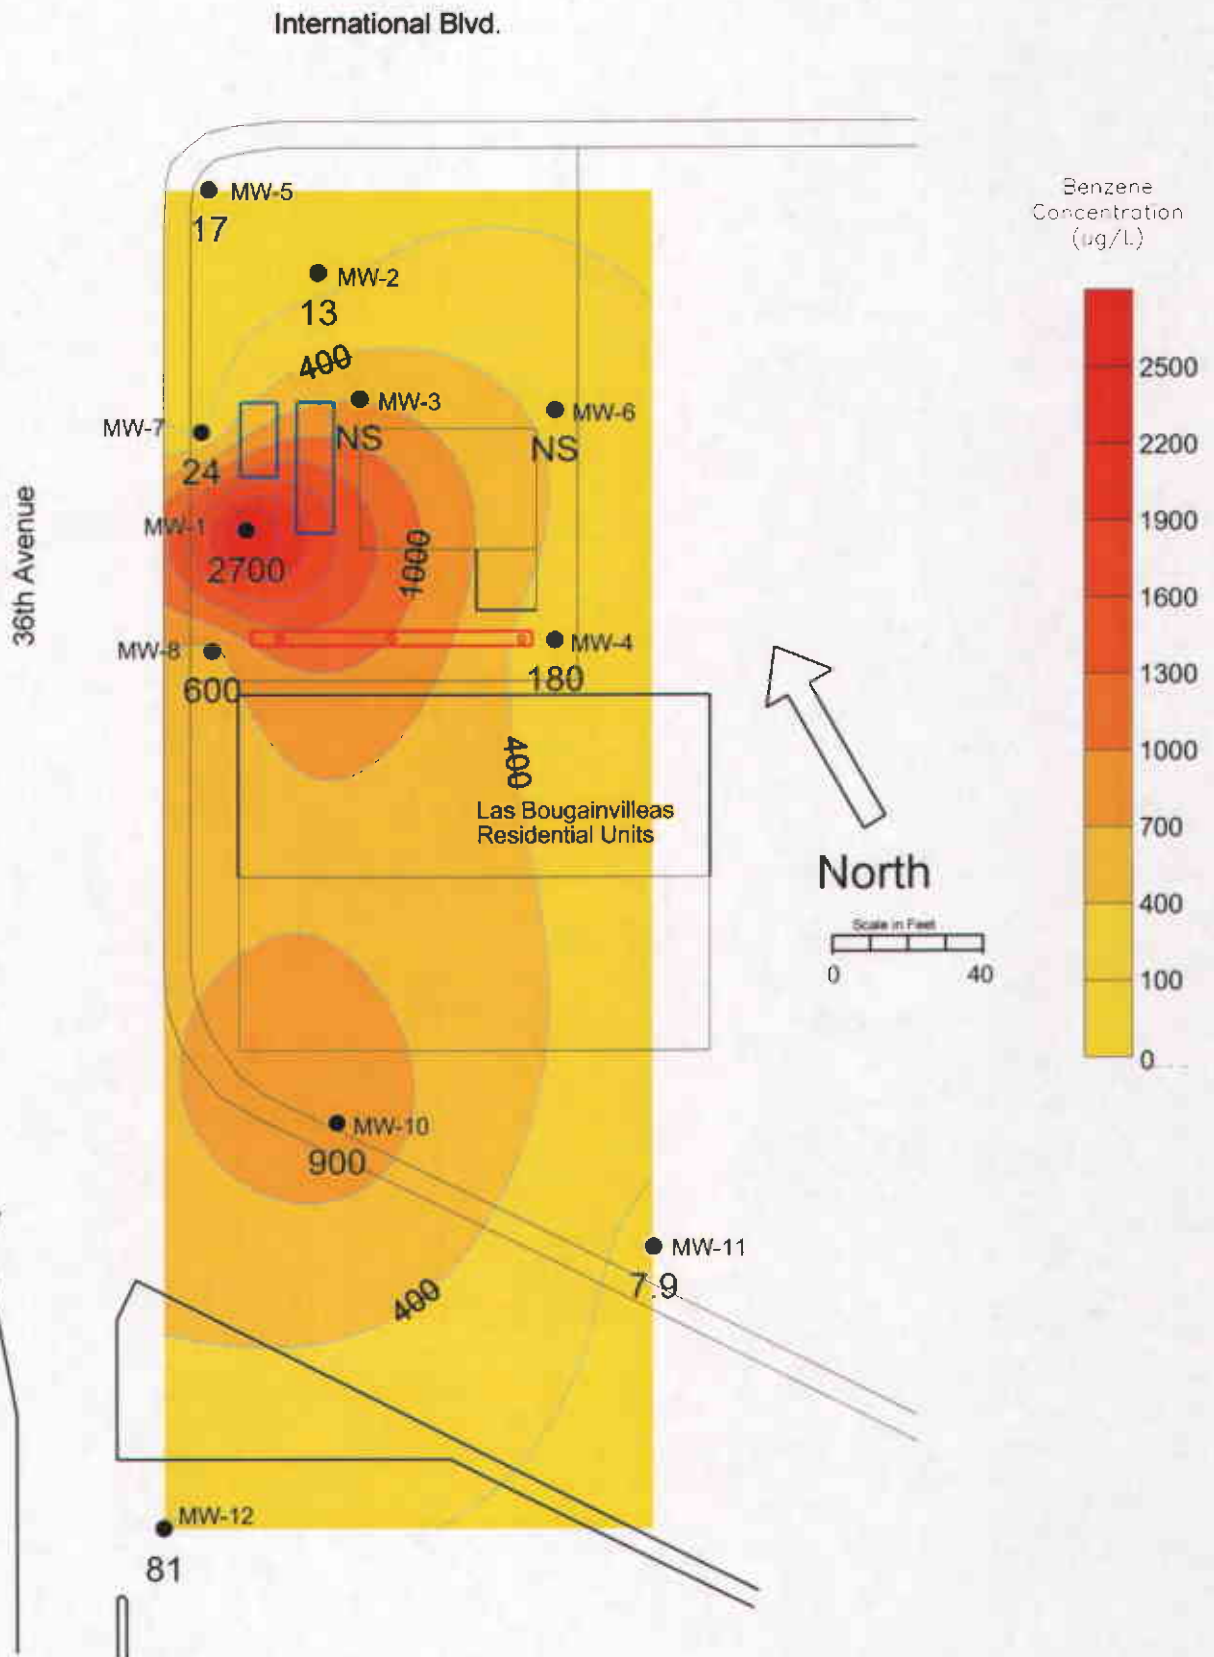 International Blvd.
MW-5
17
MW-2
13
400
MW-3
NS
MW-6
NS
MW-7
24
MW-1
2700
1000
36th Avenue
MW-8
600
MW-4
180
400
Las Bougainvilleas
Residential Units
North
Scale in Feet
0 40
MW-10
900
MW-11
7.9
400
MW-12
81
Benzene
Concentration
(µg/L)
2500
2200
1900
1600
1300
1000
700
400
100
0